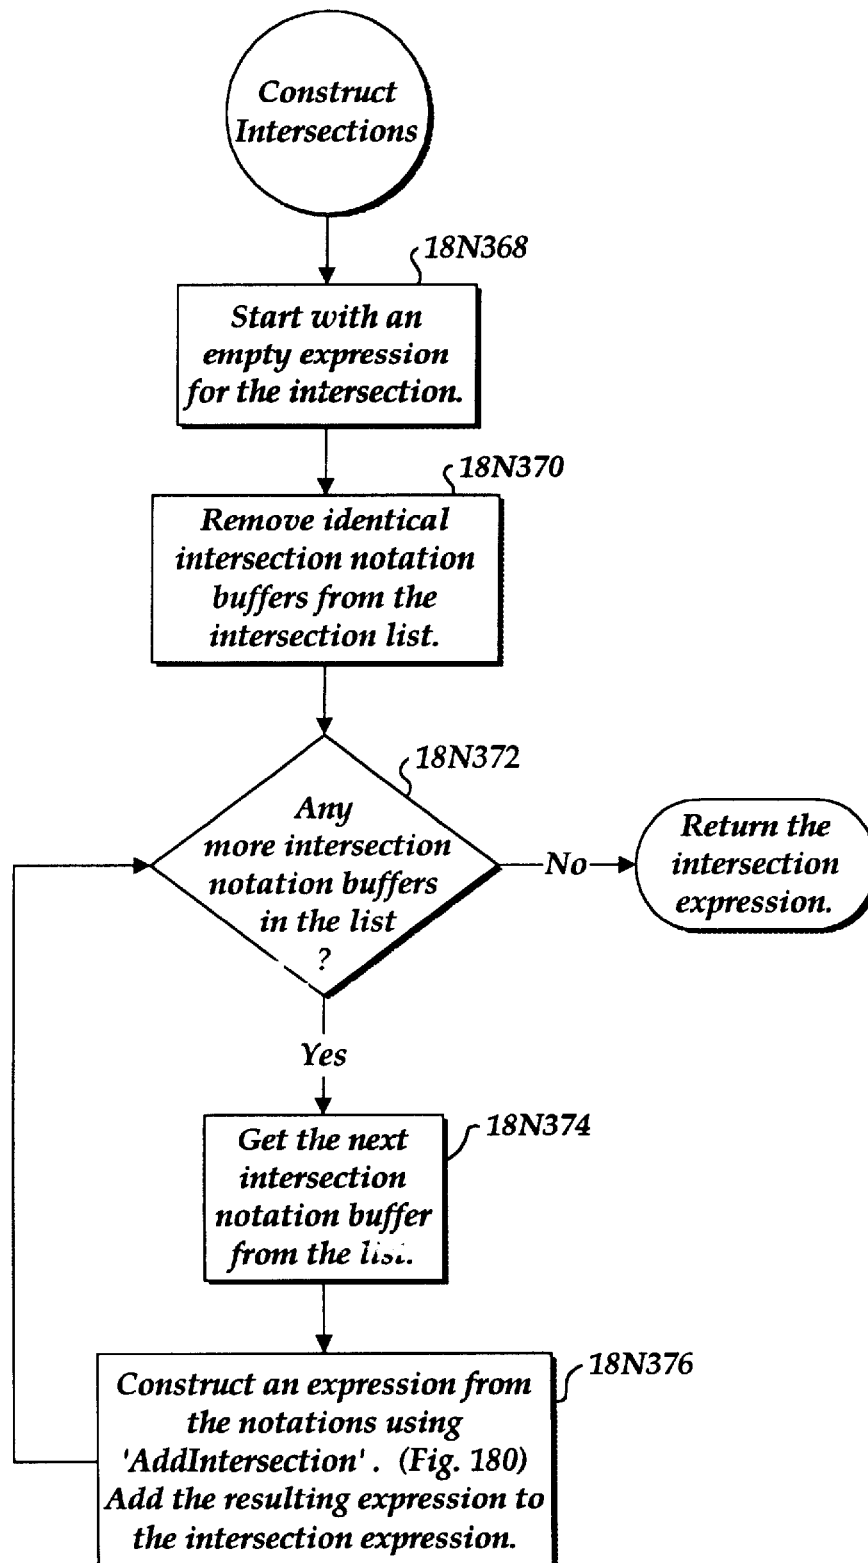 Construct
Intersections
18N368
Start with an
empty expression
for the intersection.
18N370
Remove identical
intersection notation
buffers from the
intersection list.
18N372
Any
more intersection
notation buffers
in the list
?
No
Return the
intersection
expression.
Yes
18N374
Get the next
intersection
notation buffer
from the list.
18N376
Construct an expression from
the notations using
'AddIntersection'. (Fig. 180)
Add the resulting expression to
the intersection expression.